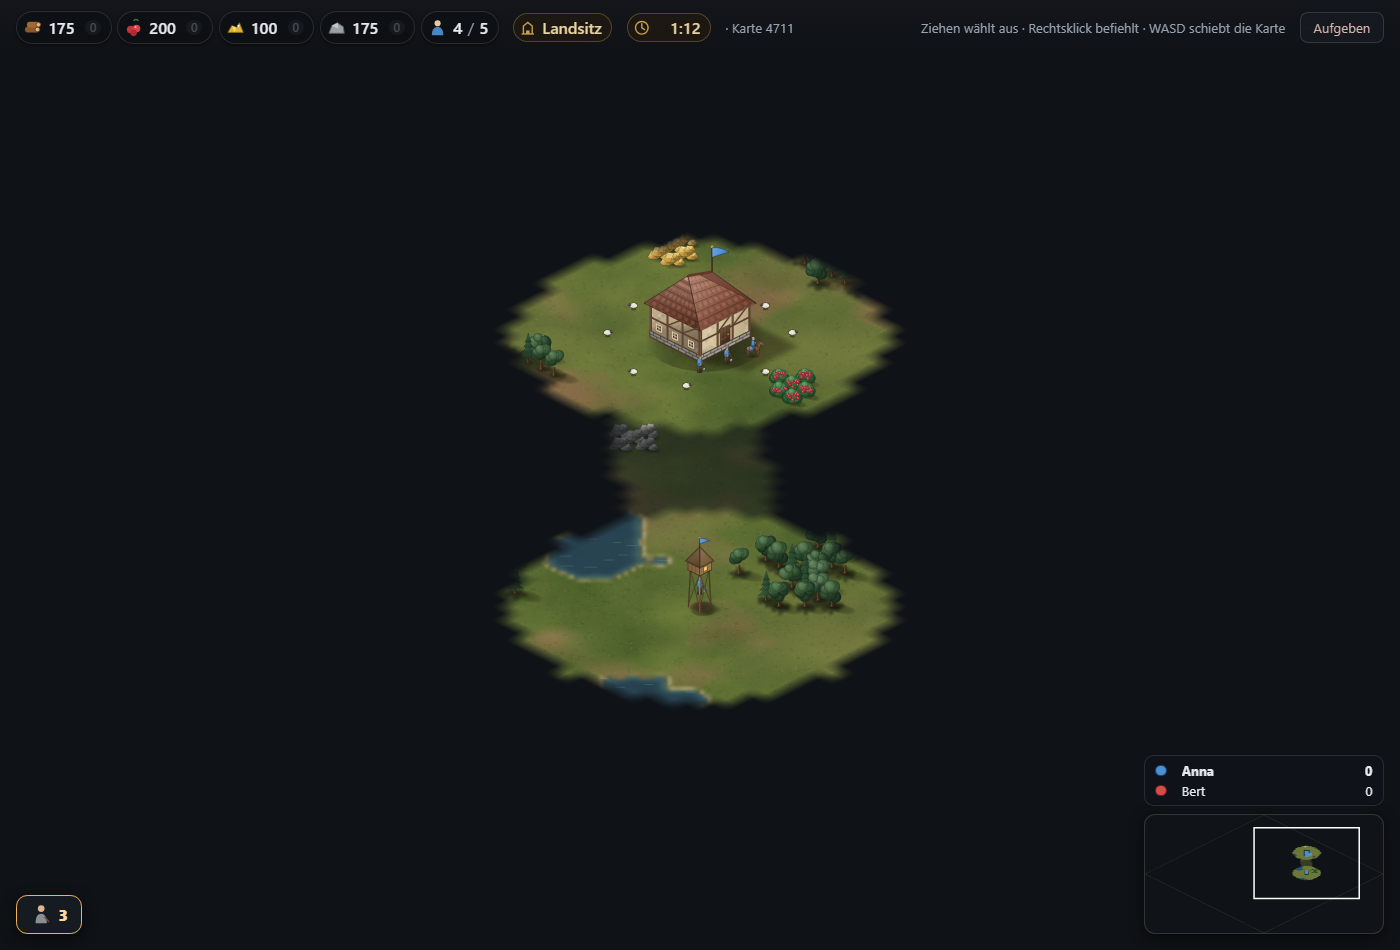 175 0 200 0 100 0 175 0 4 / 5 Landsitz 1:12 · Karte 4711 Ziehen wählt aus · Rechtsklick befiehlt · WASD schiebt die Karte Aufgeben
Anna 0
Bert 0
3